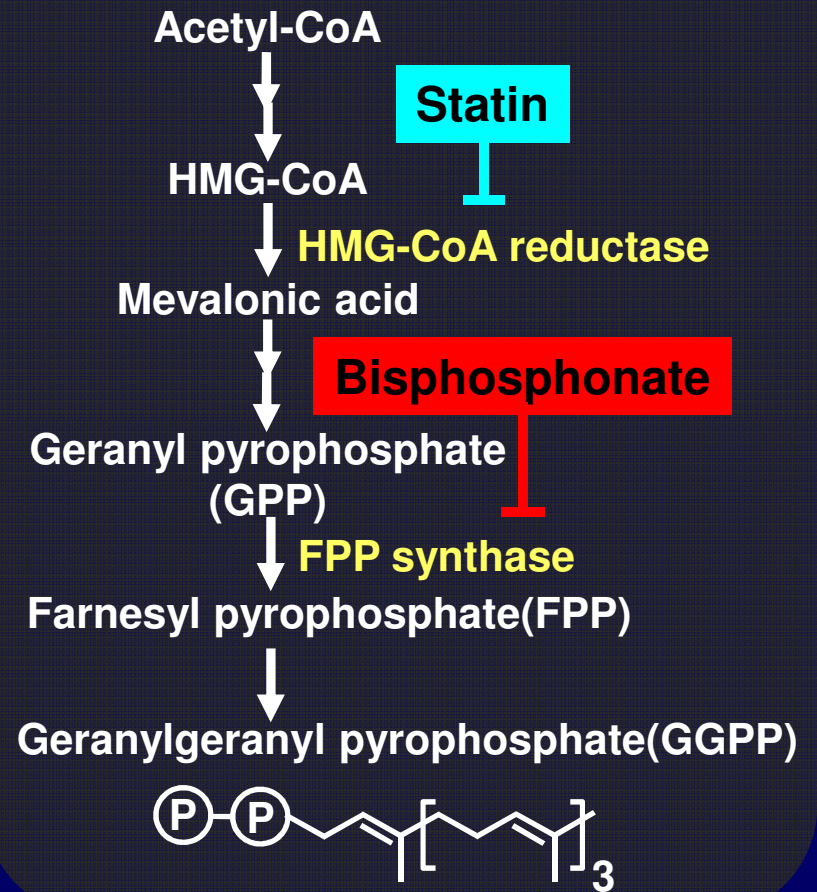 Acetyl-CoA
Statin
HMG-CoA
HMG-CoA reductase
Mevalonic acid
Bisphosphonate
Geranyl pyrophosphate
(GPP)
FPP synthase
Farnesyl pyrophosphate(FPP)
Geranylgeranyl pyrophosphate(GGPP)
P P [ ]3